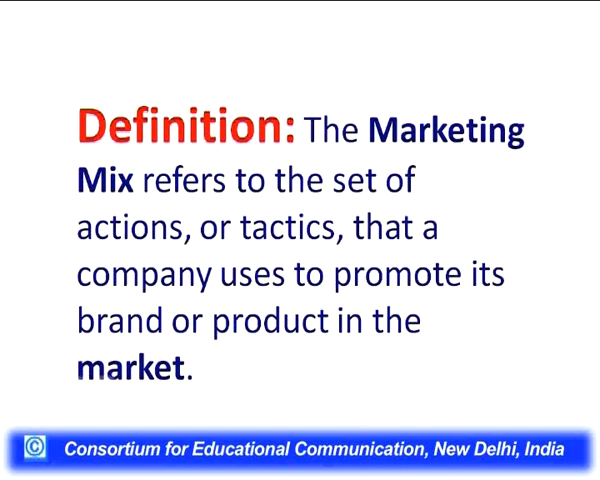 Definition: The Marketing
Mix refers to the set of
actions, or tactics, that a
company uses to promote its
brand or product in the
market.
© Consortium for Educational Communication, New Delhi, India